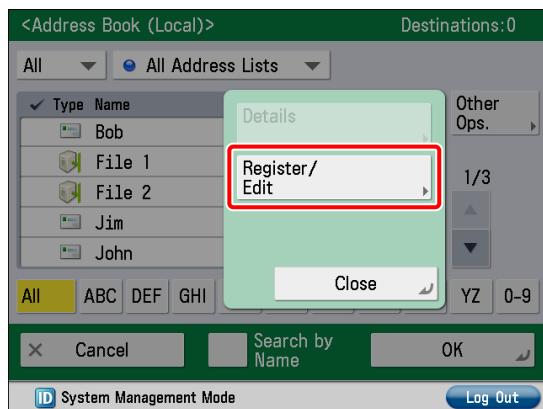 <Address Book (Local)> Destinations:0
All All Address Lists
Type Name
Other
Ops.
Details
Bob
File 1
Register/
Edit
1/3
File 2
Jim
John
Close
All ABC DEF GHI YZ 0-9
Cancel
Search by
Name
OK
ID System Management Mode Log Out